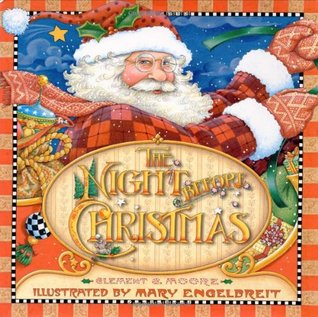 THE
NIGHT BEFORE
CHRISTMAS
CLEMENT C. MOORE
ILLUSTRATED BY MARY ENGELBREIT